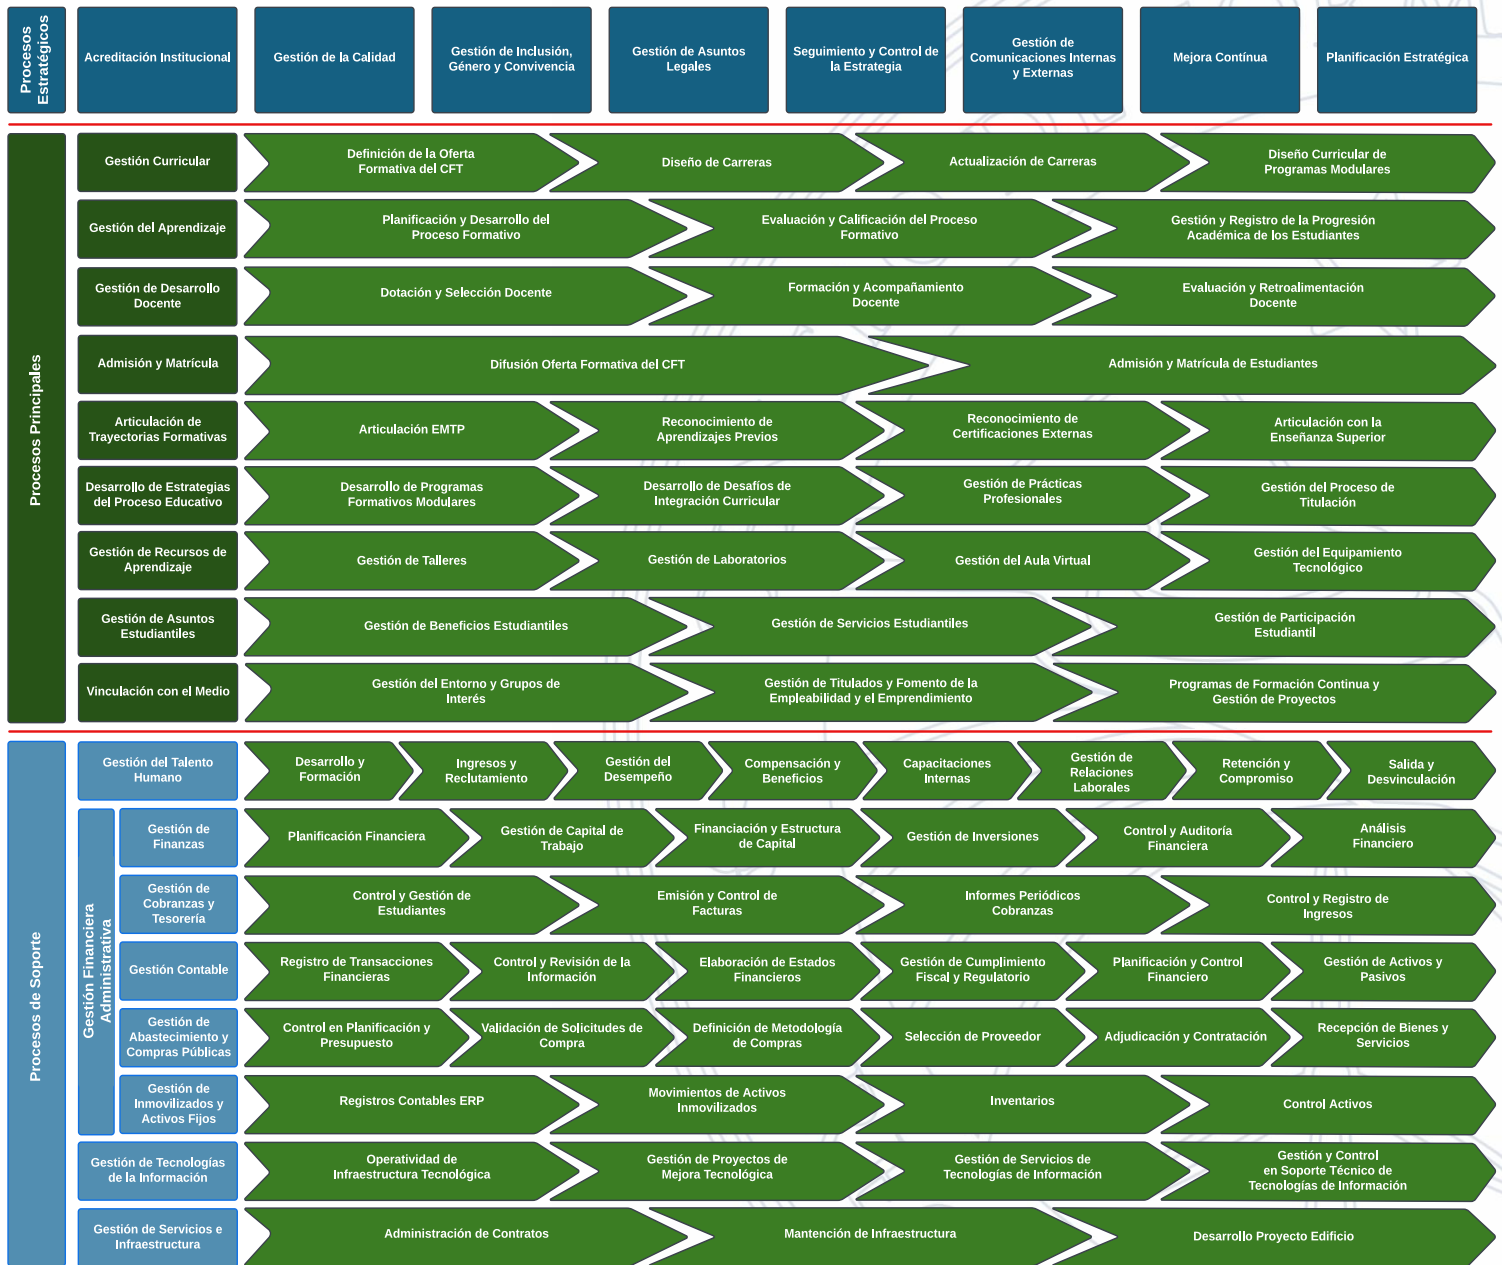 Procesos
Estratégicos
Acreditación Institucional
Gestión de la Calidad
Gestión de Inclusión,
Género y Convivencia
Gestión de Asuntos
Legales
Seguimiento y Control de
la Estrategia
Gestión de
Comunicaciones Internas
y Externas
Mejora Contínua
Planificación Estratégica
Procesos Principales
Gestión Curricular
Definición de la Oferta
Formativa del CFT
Diseño de Carreras
Actualización de Carreras
Diseño Curricular de
Programas Modulares
Gestión del Aprendizaje
Planificación y Desarrollo del
Proceso Formativo
Evaluación y Calificación del Proceso
Formativo
Gestión y Registro de la Progresión
Académica de los Estudiantes
Gestión de Desarrollo
Docente
Dotación y Selección Docente
Formación y Acompañamiento
Docente
Evaluación y Retroalimentación
Docente
Admisión y Matrícula
Difusión Oferta Formativa del CFT
Admisión y Matrícula de Estudiantes
Articulación de
Trayectorias Formativas
Articulación EMTP
Reconocimiento de
Aprendizajes Previos
Reconocimiento de
Certificaciones Externas
Articulación con la
Enseñanza Superior
Desarrollo de Estrategias
del Proceso Educativo
Desarrollo de Programas
Formativos Modulares
Desarrollo de Desafíos de
Integración Curricular
Gestión de Prácticas
Profesionales
Gestión del Proceso de
Titulación
Gestión de Recursos de
Aprendizaje
Gestión de Talleres
Gestión de Laboratorios
Gestión del Aula Virtual
Gestión del Equipamiento
Tecnológico
Gestión de Asuntos
Estudiantiles
Gestión de Beneficios Estudiantiles
Gestión de Servicios Estudiantiles
Gestión de Participación
Estudiantil
Vinculación con el Medio
Gestión del Entorno y Grupos de
Interés
Gestión de Titulados y Fomento de la
Empleabilidad y el Emprendimiento
Programas de Formación Continua y
Gestión de Proyectos
Procesos de Soporte
Gestión del Talento
Humano
Desarrollo y
Formación
Ingresos y
Reclutamiento
Gestión del
Desempeño
Compensación y
Beneficios
Capacitaciones
Internas
Gestión de
Relaciones
Laborales
Retención y
Compromiso
Salida y
Desvinculación
Gestión Financiera
Administrativa
Gestión de
Finanzas
Planificación Financiera
Gestión de Capital de
Trabajo
Financiación y Estructura
de Capital
Gestión de Inversiones
Control y Auditoría
Financiera
Análisis
Financiero
Gestión de
Cobranzas y
Tesorería
Control y Gestión de
Estudiantes
Emisión y Control de
Facturas
Informes Periódicos
Cobranzas
Control y Registro de
Ingresos
Gestión Contable
Registro de Transacciones
Financieras
Control y Revisión de la
Información
Elaboración de Estados
Financieros
Gestión de Cumplimiento
Fiscal y Regulatorio
Planificación y Control
Financiero
Gestión de Activos y
Pasivos
Gestión de
Abastecimiento y
Compras Públicas
Control en Planificación y
Presupuesto
Validación de Solicitudes de
Compra
Definición de Metodología
de Compras
Selección de Proveedor
Adjudicación y Contratación
Recepción de Bienes y
Servicios
Gestión de
Inmovilizados y
Activos Fijos
Registros Contables ERP
Movimientos de Activos
Inmovilizados
Inventarios
Control Activos
Gestión de Tecnologías
de la Información
Operatividad de
Infraestructura Tecnológica
Gestión de Proyectos de
Mejora Tecnológica
Gestión de Servicios de
Tecnologías de Información
Gestión y Control
en Soporte Técnico de
Tecnologías de Información
Gestión de Servicios e
Infraestructura
Administración de Contratos
Mantención de Infraestructura
Desarrollo Proyecto Edificio